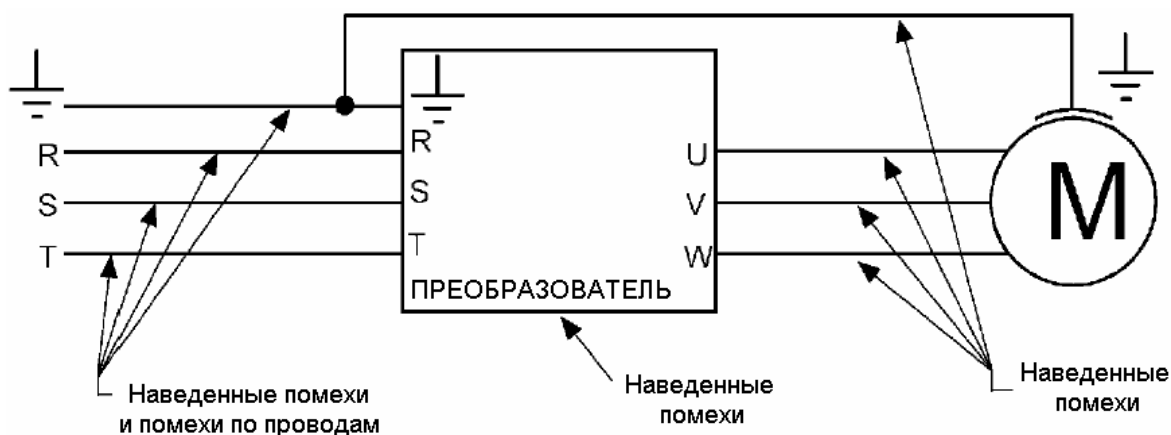 R
S
T
R
S
T
ПРЕОБРАЗОВАТЕЛЬ
U
V
W
M
Наведенные помехи
и помехи по проводам
Наведенные
помехи
Наведенные
помехи